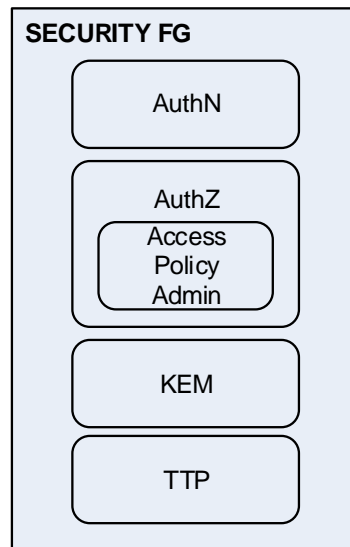 SECURITY FG
AuthN
AuthZ
Access
Policy
Admin
KEM
TTP